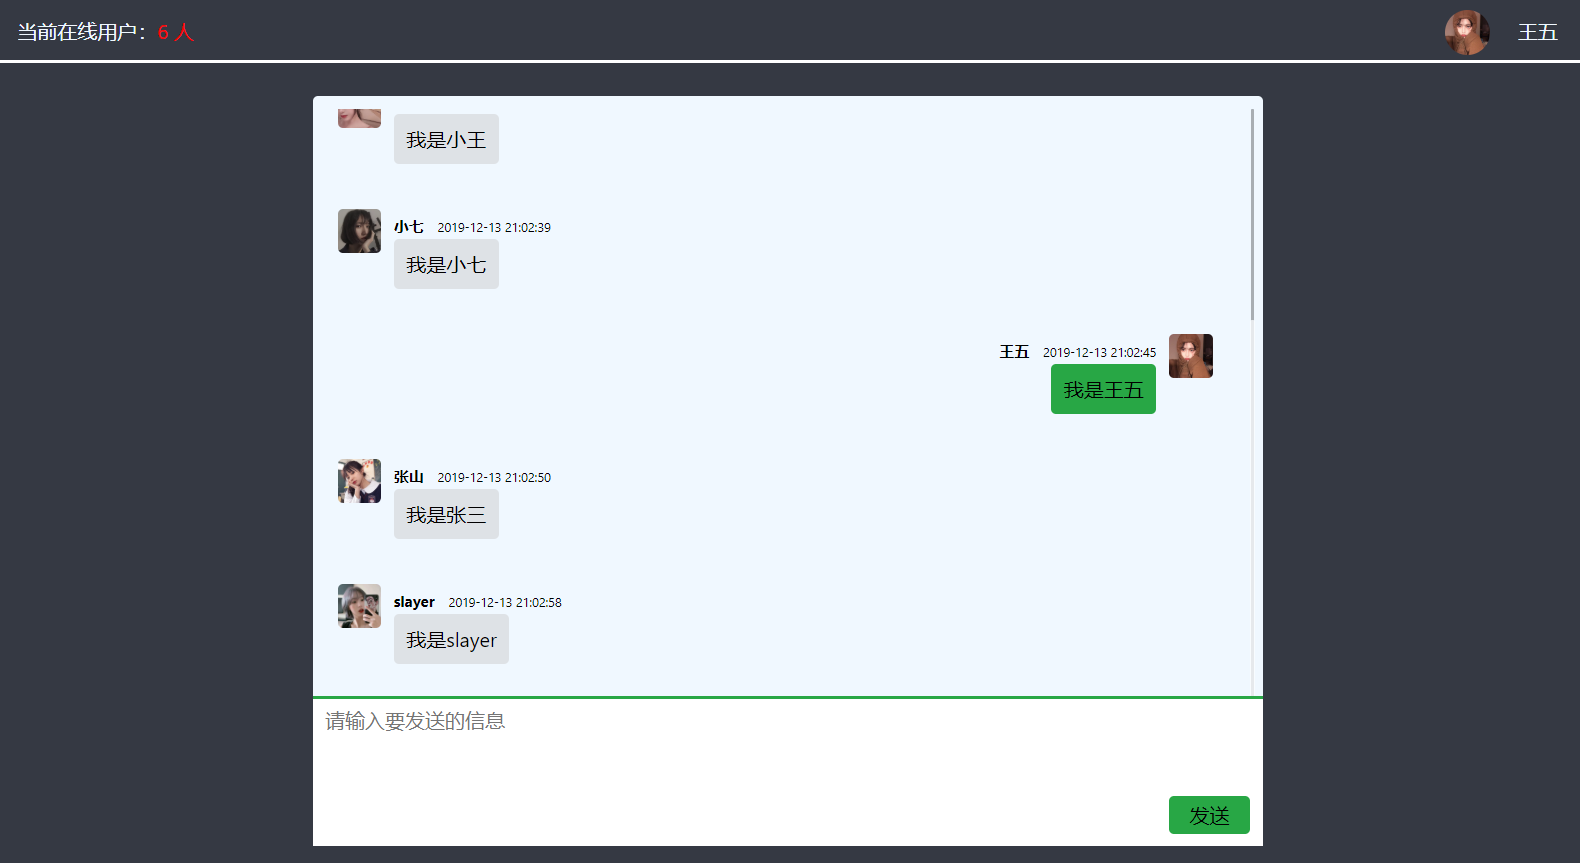 当前在线用户：6 人
王五
我是小王
小七 2019-12-13 21:02:39
我是小七
王五 2019-12-13 21:02:45
我是王五
张山 2019-12-13 21:02:50
我是张三
slayer 2019-12-13 21:02:58
我是slayer
请输入要发送的信息
发送